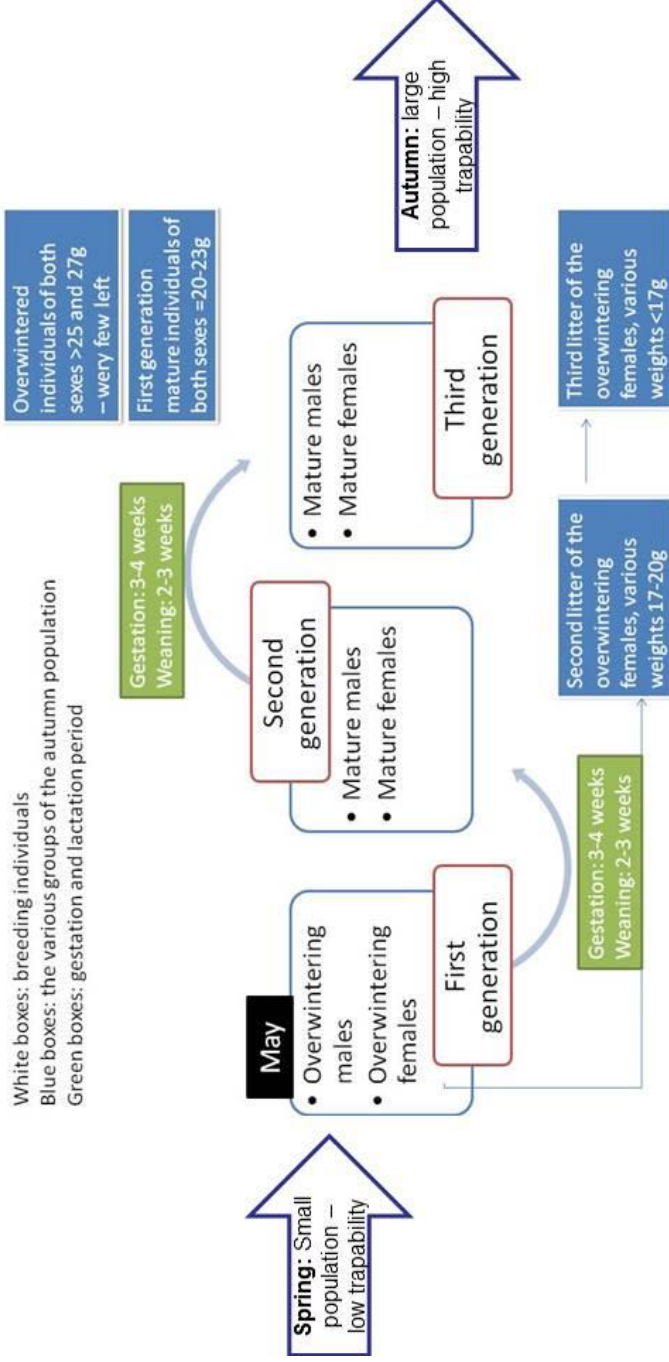 White boxes: breeding individuals
Blue boxes: the various groups of the autumn population
Green boxes: gestation and lactation period
Spring: Small
population –
low trapability
May
• Overwintering
males
• Overwintering
females
First
generation
Gestation: 3-4 weeks
Weaning: 2-3 weeks
Second
generation
• Mature males
• Mature females
Gestation: 3-4 weeks
Weaning: 2-3 weeks
• Mature males
• Mature females
Third
generation
Overwintered
individuals of both
sexes >25 and 27g
– wery few left
First generation
mature individuals of
both sexes =20-23g
Autumn: large
population – high
trapability
Second litter of the
overwintering
females, various
weights 17-20g
Third litter of the
overwintering
females, various
weights <17g